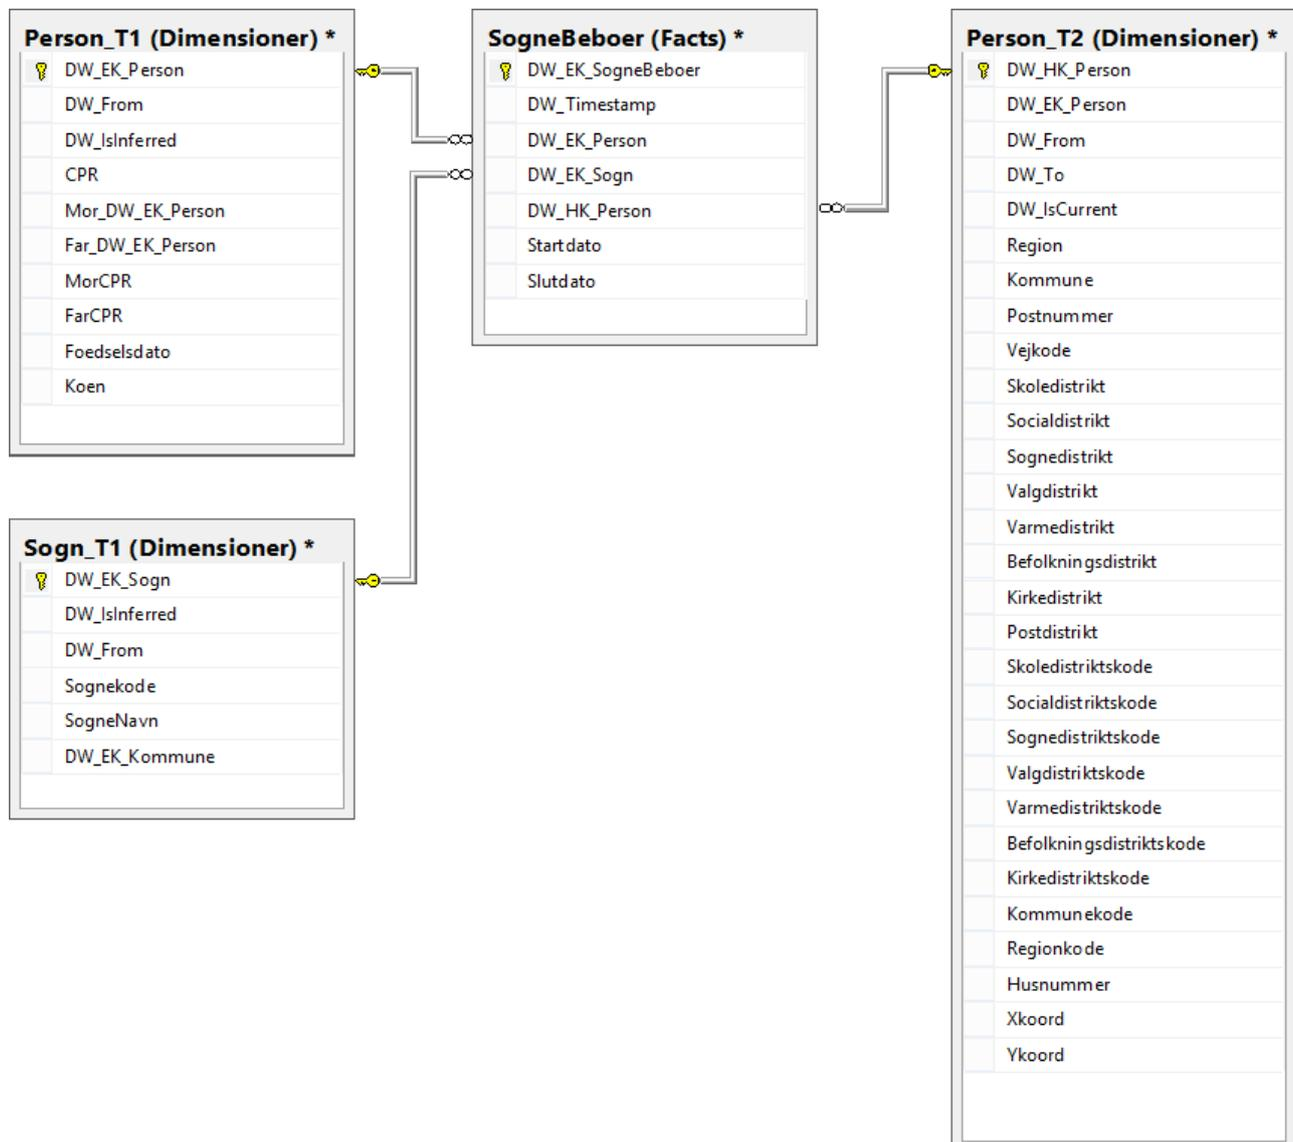 Person_T1 (Dimensioner) *
DW_EK_Person
DW_From
DW_IsInferred
CPR
Mor_DW_EK_Person
Far_DW_EK_Person
MorCPR
FarCPR
Foedselsdato
Koen
SogneBeboer (Facts) *
DW_EK_SogneBeboer
DW_Timestamp
DW_EK_Person
DW_EK_Sogn
DW_HK_Person
Startdato
Slutdato
Person_T2 (Dimensioner) *
DW_HK_Person
DW_EK_Person
DW_From
DW_To
DW_IsCurrent
Region
Kommune
Postnummer
Vejkode
Skoledistrikt
Socialdistrikt
Sognedistrikt
Valgdistrikt
Varmedistrikt
Befolkningsdistrikt
Kirkedistrikt
Postdistrikt
Skoledistriktskode
Socialdistriktskode
Sognedistriktskode
Valgdistriktskode
Varmedistriktskode
Befolkningsdistriktskode
Kirkedistriktskode
Kommunekode
Regionkode
Husnummer
Xkoord
Ykoord
Sogn_T1 (Dimensioner) *
DW_EK_Sogn
DW_IsInferred
DW_From
Sognekode
SogneNavn
DW_EK_Kommune